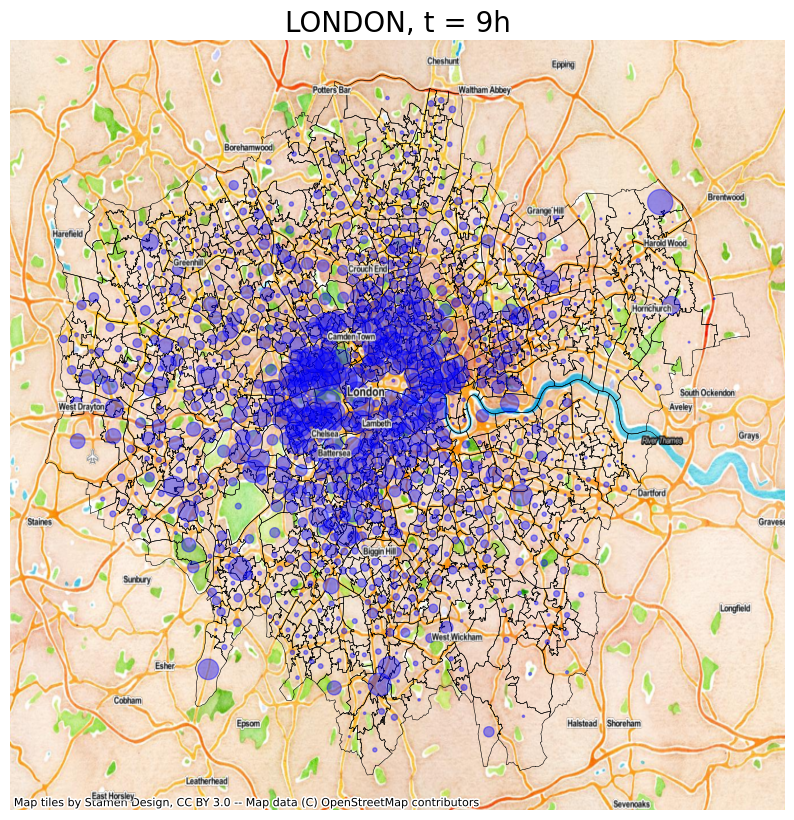 LONDON, t = 9h
Cheshunt
Epping
Potters Bar
Waltham Abbey
Borehamwood
Brentwood
Grange Hill
Harefield
Harold Wood
Greenhill
Crouch End
Hornchurch
Camden Town
London
South Ockendon
West Drayton
Aveley
Lambeth
Chelsea
Grays
River Thames
Battersea
Dartford
Staines
Gravese
Biggin Hill
Sunbury
Longfield
West Wickham
Esher
Cobham
Epsom
Halstead
Shoreham
Leatherhead
East Horsley
Map tiles by Stamen Design, CC BY 3.0 -- Map data (C) OpenStreetMap contributors
Sevenoaks